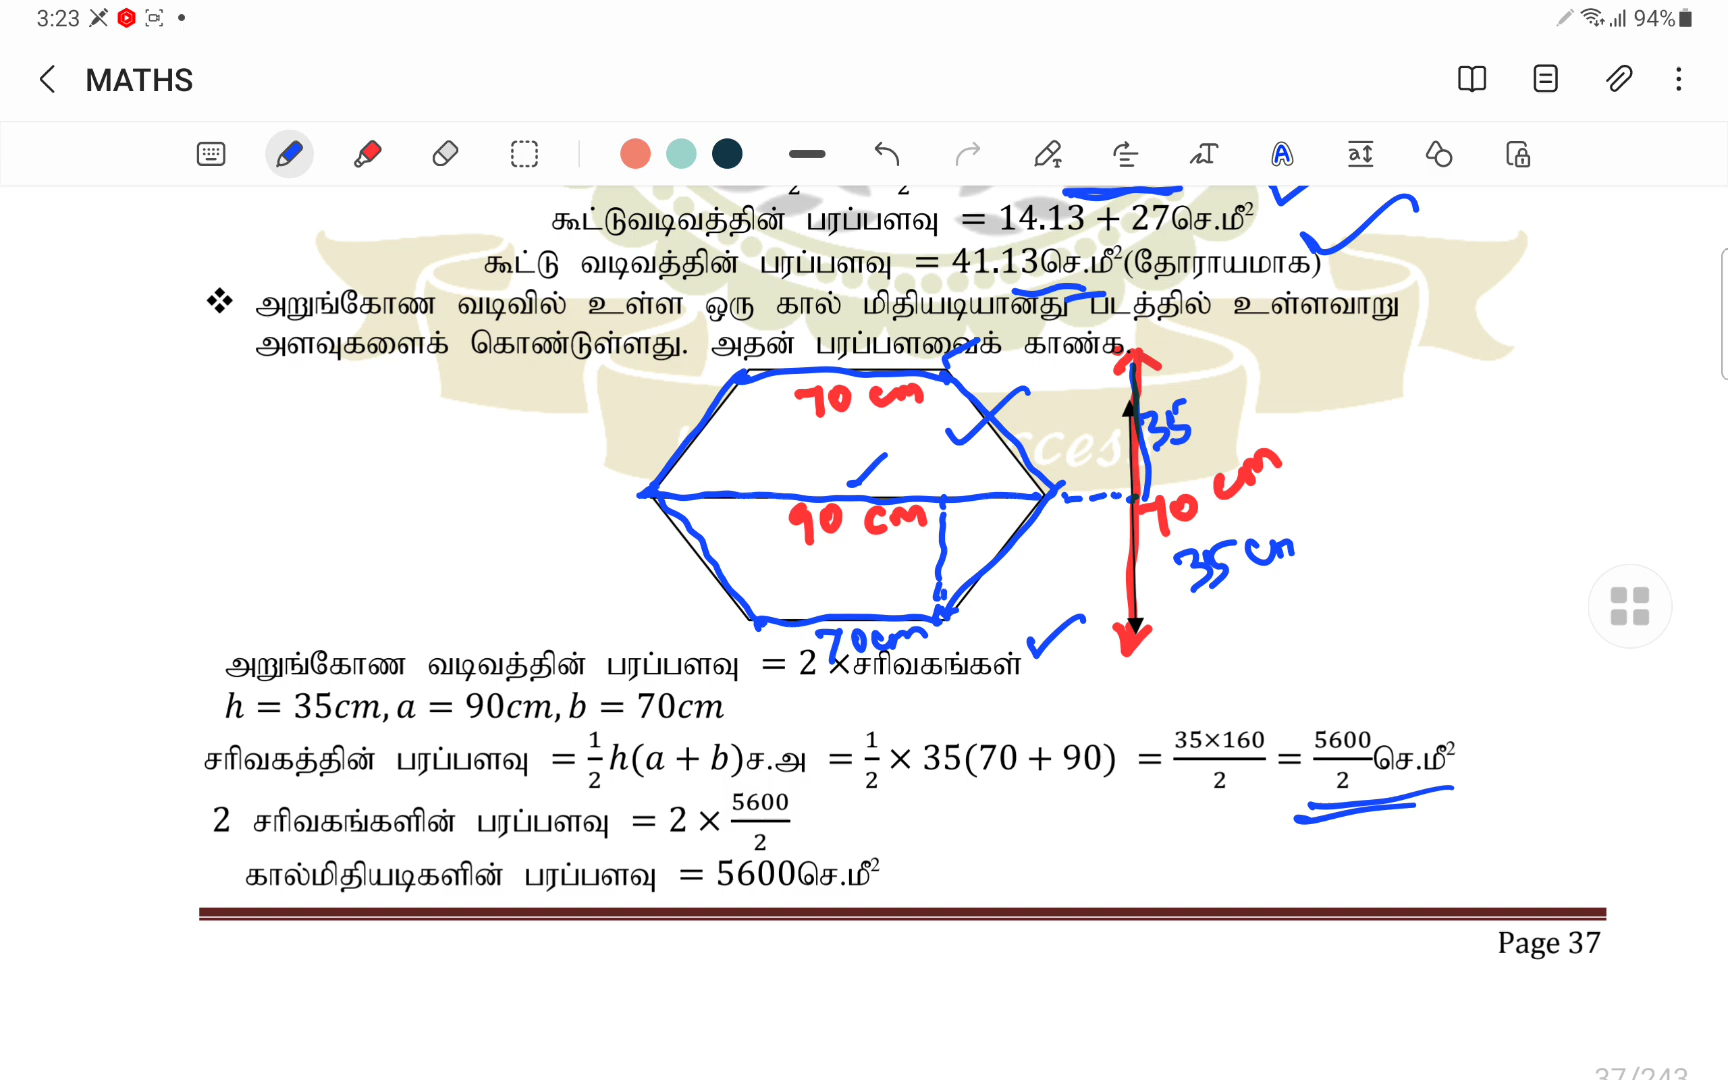 3:23
94%
MATHS
2 2
கூட்டுவடிவத்தின் பரப்பளவு = 14.13 + 27செ.மீ²
கூட்டு வடிவத்தின் பரப்பளவு = 41.13செ.மீ²(தோராயமாக)
❖ அறுங்கோண வடிவில் உள்ள ஒரு கால் மிதியடியானது படத்தில் உள்ளவாறு
அளவுகளைக் கொண்டுள்ளது. அதன் பரப்பளவைக் காண்க.
70 cm
35
90 cm
70 cm
35 cm
70cm
அறுங்கோண வடிவத்தின் பரப்பளவு = 2 ×சரிவகங்கள்
h = 35cm, a = 90cm, b = 70cm
சரிவகத்தின் பரப்பளவு = 1/2 h(a + b)ச.அ = 1/2 × 35(70 + 90) = 35×160/2 = 5600/2 செ.மீ²
2 சரிவகங்களின் பரப்பளவு = 2 × 5600/2
கால்மிதியடிகளின் பரப்பளவு = 5600செ.மீ²
Page 37
37/243